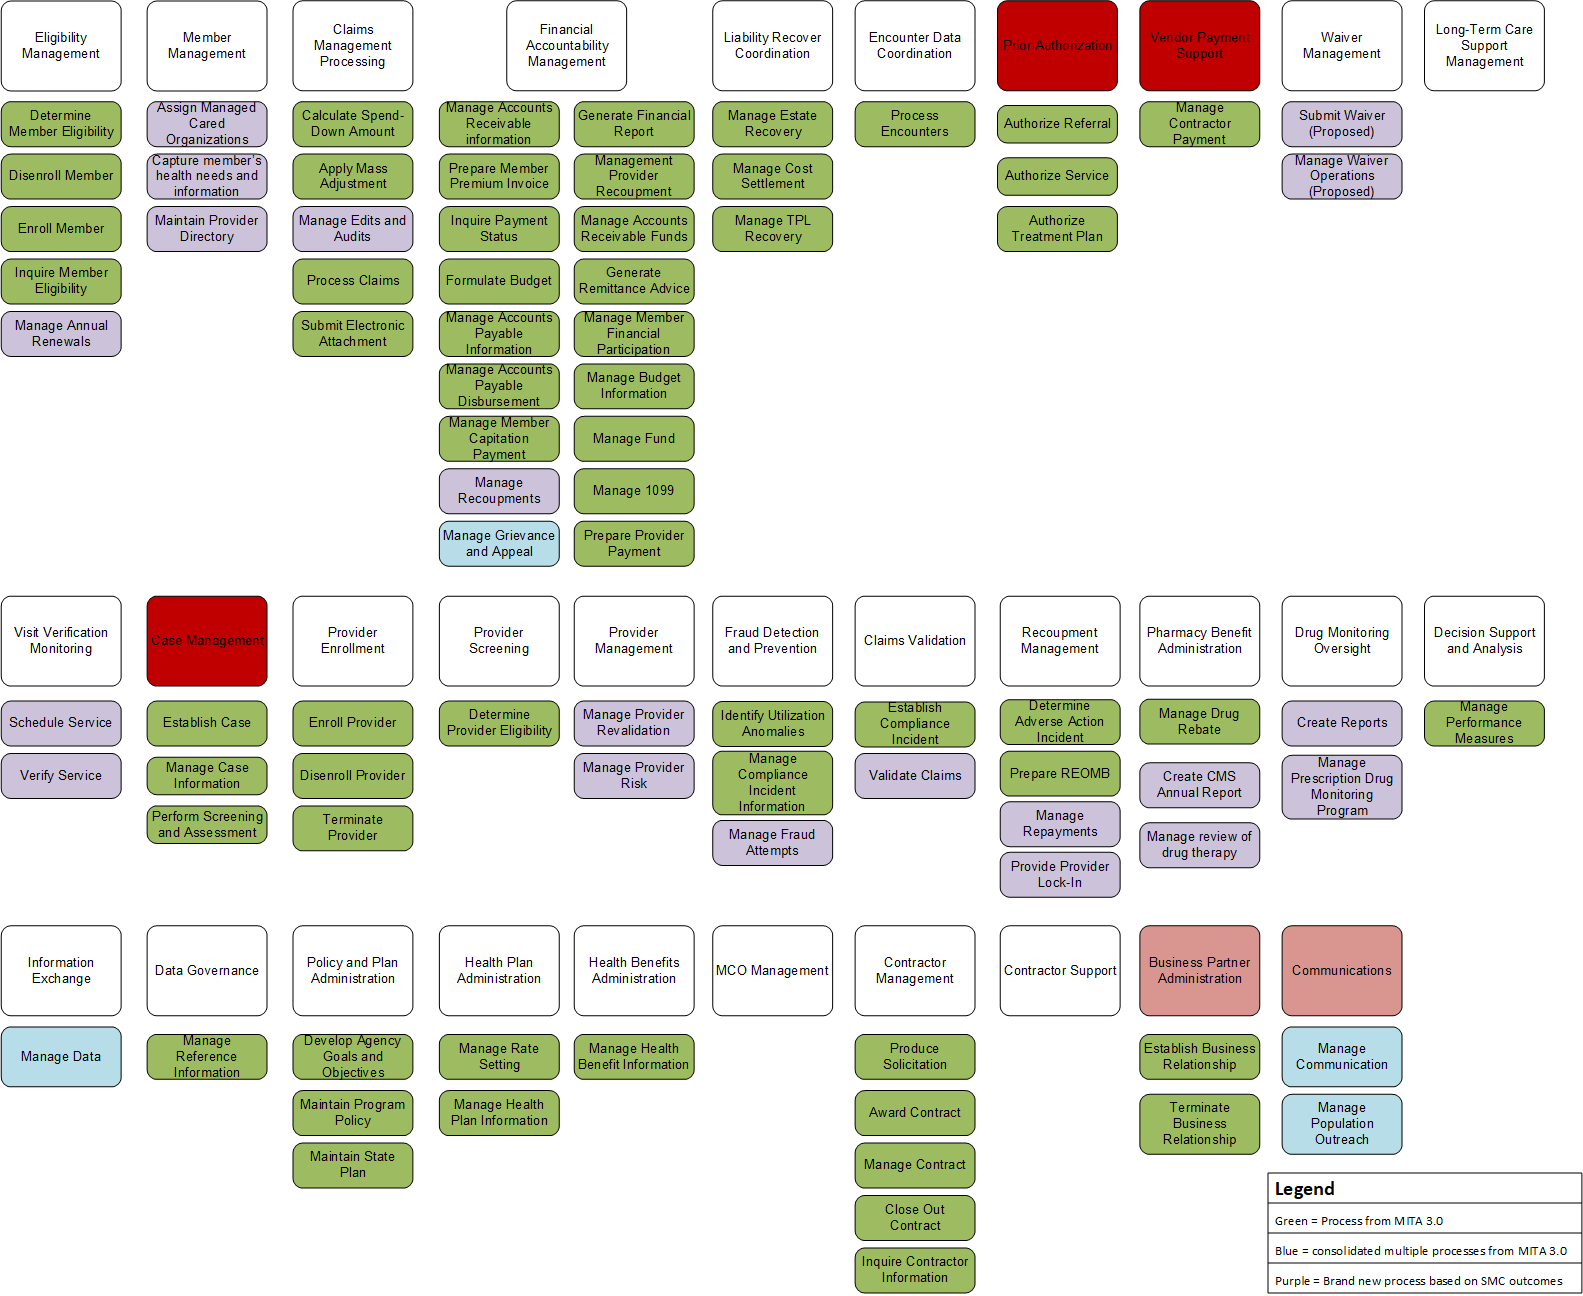 Eligibility
Management
Member
Management
Claims
Management
Processing
Financial
Accountability
Management
Liability Recover
Coordination
Encounter Data
Coordination
Prior Authorization
Vendor Payment
Support
Waiver
Management
Long-Term Care
Support
Management
Determine
Member Eligibility
Disenroll Member
Enroll Member
Inquire Member
Eligibility
Manage Annual
Renewals
Assign Managed
Cared
Organizations
Capture member's
health needs and
information
Maintain Provider
Directory
Calculate Spend-
Down Amount
Apply Mass
Adjustment
Manage Edits and
Audits
Process Claims
Submit Electronic
Attachment
Manage Accounts
Receivable
information
Prepare Member
Premium Invoice
Inquire Payment
Status
Formulate Budget
Manage Accounts
Payable
Information
Manage Accounts
Payable
Disbursement
Manage Member
Capitation
Payment
Manage
Recoupments
Manage Grievance
and Appeal
Generate Financial
Report
Management
Provider
Recoupment
Manage Accounts
Receivable Funds
Generate
Remittance Advice
Manage Member
Financial
Participation
Manage Budget
Information
Manage Fund
Manage 1099
Prepare Provider
Payment
Manage Estate
Recovery
Manage Cost
Settlement
Manage TPL
Recovery
Process
Encounters
Authorize Referral
Authorize Service
Authorize
Treatment Plan
Manage
Contractor
Payment
Submit Waiver
(Proposed)
Manage Waiver
Operations
(Proposed)
Visit Verification
Monitoring
Case Management
Provider
Enrollment
Provider
Screening
Provider
Management
Fraud Detection
and Prevention
Claims Validation
Recoupment
Management
Pharmacy Benefit
Administration
Drug Monitoring
Oversight
Decision Support
and Analysis
Schedule Service
Verify Service
Establish Case
Manage Case
Information
Perform Screening
and Assessment
Enroll Provider
Disenroll Provider
Terminate
Provider
Determine
Provider Eligibility
Manage Provider
Revalidation
Manage Provider
Risk
Identify Utilization
Anomalies
Manage
Compliance
Incident
Information
Manage Fraud
Attempts
Establish
Compliance
Incident
Validate Claims
Determine
Adverse Action
Incident
Prepare REOMB
Manage
Repayments
Provide Provider
Lock-In
Manage Drug
Rebate
Create CMS
Annual Report
Manage review of
drug therapy
Create Reports
Manage
Prescription Drug
Monitoring
Program
Manage
Performance
Measures
Information
Exchange
Data Governance
Policy and Plan
Administration
Health Plan
Administration
Health Benefits
Administration
MCO Management
Contractor
Management
Contractor Support
Business Partner
Administration
Communications
Manage Data
Manage
Reference
Information
Develop Agency
Goals and
Objectives
Maintain Program
Policy
Maintain State
Plan
Manage Rate
Setting
Manage Health
Plan Information
Manage Health
Benefit Information
Produce
Solicitation
Award Contract
Manage Contract
Close Out
Contract
Inquire Contractor
Information
Establish Business
Relationship
Terminate
Business
Relationship
Manage
Communication
Manage
Population
Outreach
Legend
Green = Process from MITA 3.0
Blue = consolidated multiple processes from MITA 3.0
Purple = Brand new process based on SMC outcomes